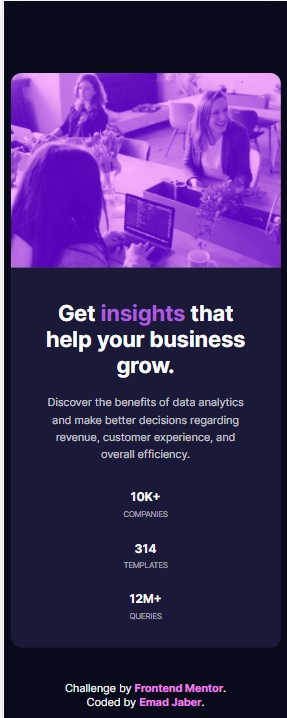 Get insights that
help your business
grow.
Discover the benefits of data analytics
and make better decisions regarding
revenue, customer experience, and
overall efficiency.
10K+
COMPANIES
314
TEMPLATES
12M+
QUERIES
Challenge by Frontend Mentor.
Coded by Emad Jaber.